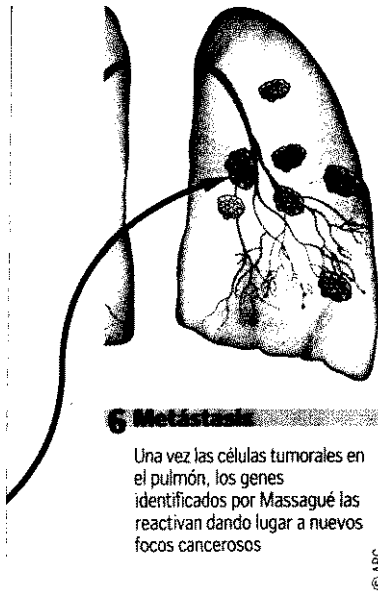 6 Metástasis
Una vez las células tumorales en
el pulmón, los genes
identificados por Massagué las
reactivan dando lugar a nuevos
focos cancerosos
© ABC